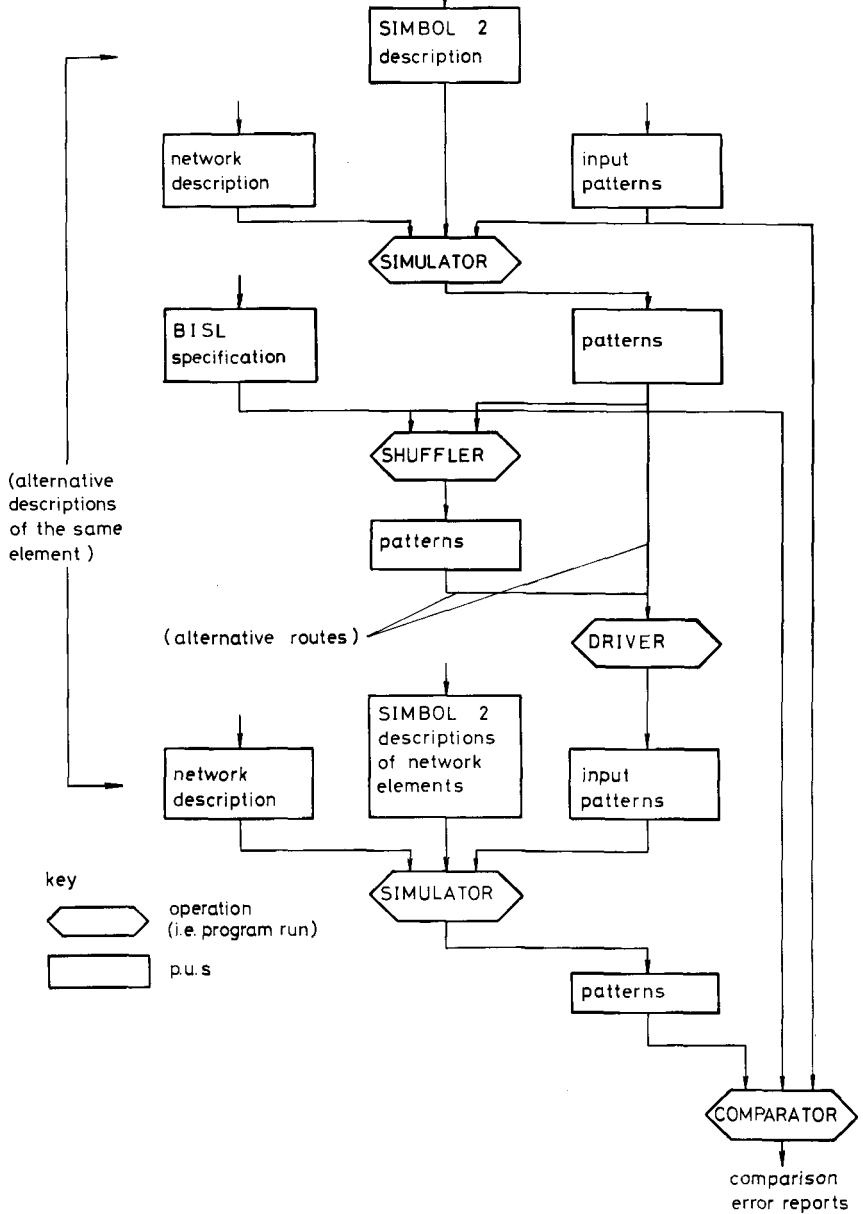 SIMBOL 2
description
network
description
input
patterns
SIMULATOR
BISL
specification
patterns
SHUFFLER
(alternative
descriptions
of the same
element)
patterns
(alternative routes)
DRIVER
SIMBOL 2
descriptions
of network
elements
network
description
input
patterns
key
SIMULATOR
operation
(i.e. program run)
p.u.s
patterns
COMPARATOR
comparison
error reports